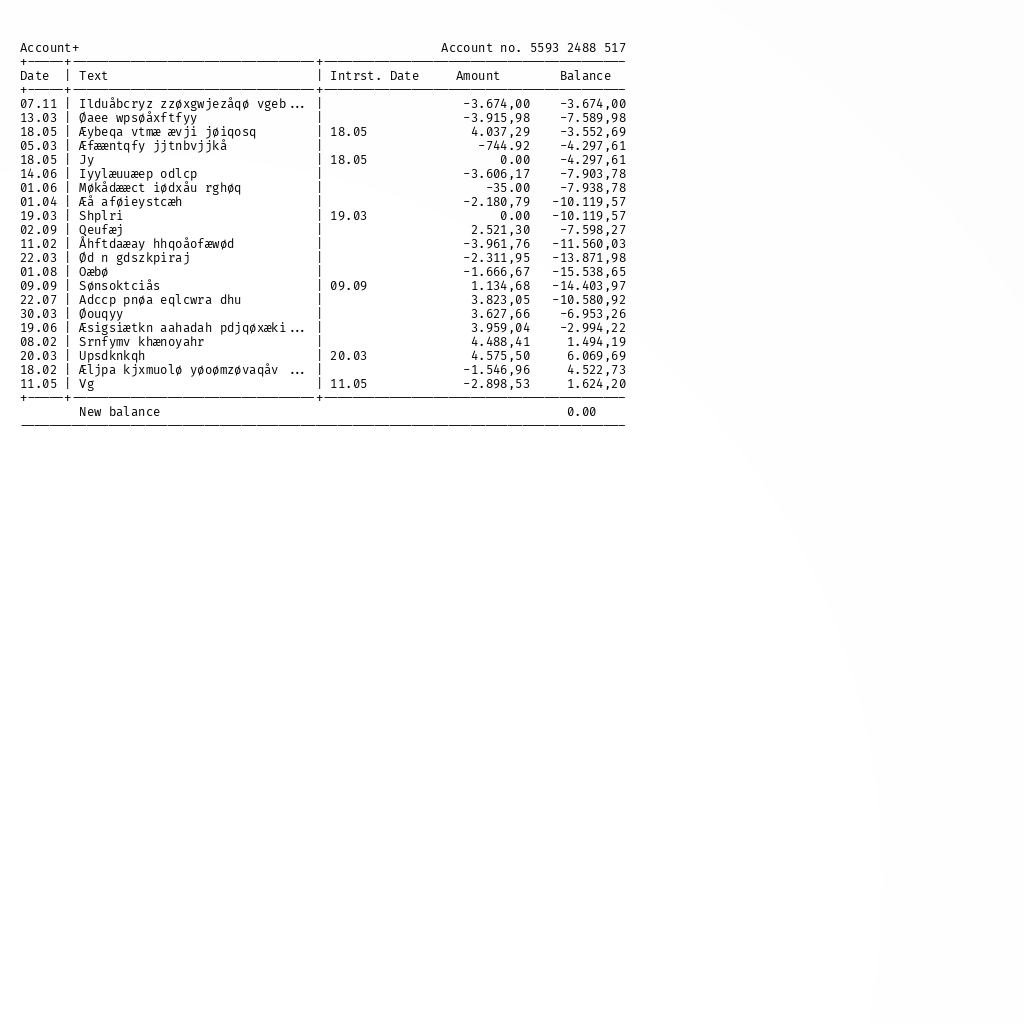 Account+ Account no. 5593 2488 517
Date | Text | Intrst. Date Amount Balance
07.11 | Ilduåbcryz zzøxgwjezåqø vgeb... | -3.674,00 -3.674,00
13.03 | Øaee wpsøåxftfyy | -3.915,98 -7.589,98
18.05 | Æybeqa vtmæ ævji jøiqosq | 18.05 4.037,29 -3.552,69
05.03 | Æfææntqfy jjtnbvjjkå | -744.92 -4.297,61
18.05 | Jy | 18.05 0.00 -4.297,61
14.06 | Iyylæuuæep odlcp | -3.606,17 -7.903,78
01.06 | Møkådææct iødxåu rghøq | -35.00 -7.938,78
01.04 | Æå aføieystcæh | -2.180,79 -10.119,57
19.03 | Shplri | 19.03 0.00 -10.119,57
02.09 | Qeufæj | 2.521,30 -7.598,27
11.02 | Åhftdaæay hhqoåofæwød | -3.961,76 -11.560,03
22.03 | Ød n gdszkpiraj | -2.311,95 -13.871,98
01.08 | Oæbø | -1.666,67 -15.538,65
09.09 | Sønsoktciås | 09.09 1.134,68 -14.403,97
22.07 | Adccp pnøa eqlcwra dhu | 3.823,05 -10.580,92
30.03 | Øouqyy | 3.627,66 -6.953,26
19.06 | Æsigsiætkn aahadah pdjqøxæki... | 3.959,04 -2.994,22
08.02 | Srnfymv khænoyahr | 4.488,41 1.494,19
20.03 | Upsdknkqh | 20.03 4.575,50 6.069,69
18.02 | Æljpa kjxmuolø yøoømzøvaqåv ... | -1.546,96 4.522,73
11.05 | Vg | 11.05 -2.898,53 1.624,20
New balance 0.00